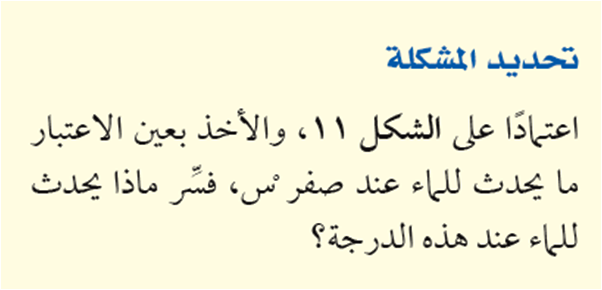 تحديد المشكلة
اعتمادًا على الشكل ١١، والأخذ بعين الاعتبار
ما يحدث للماء عند صفر °س، فسِّر ماذا يحدث
للماء عند هذه الدرجة؟